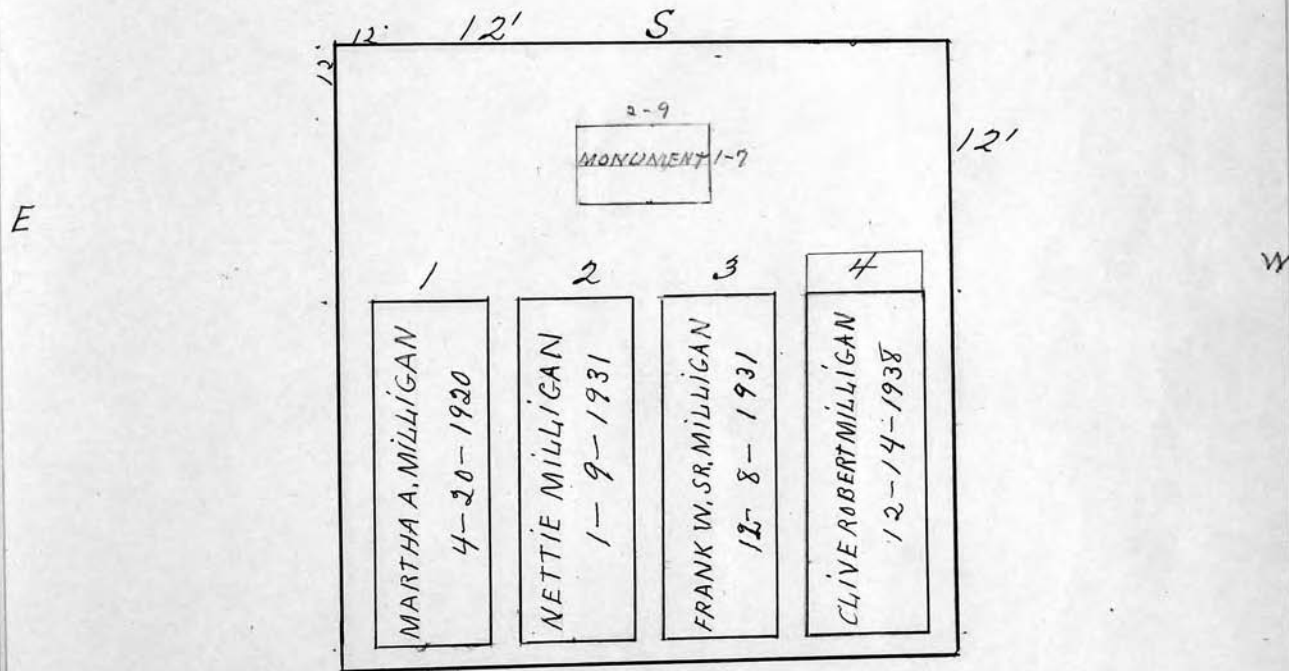 12' 12' S
12
2-9
MONUMENT 1-7
12'
E
W
1 2 3 4
MARTHA A. MILLIGAN
4-20-1920
NETTIE MILLIGAN
1-9-1931
FRANK W. SR. MILLIGAN
12-8-1931
CLIVE ROBERT MILLIGAN
12-14-1938